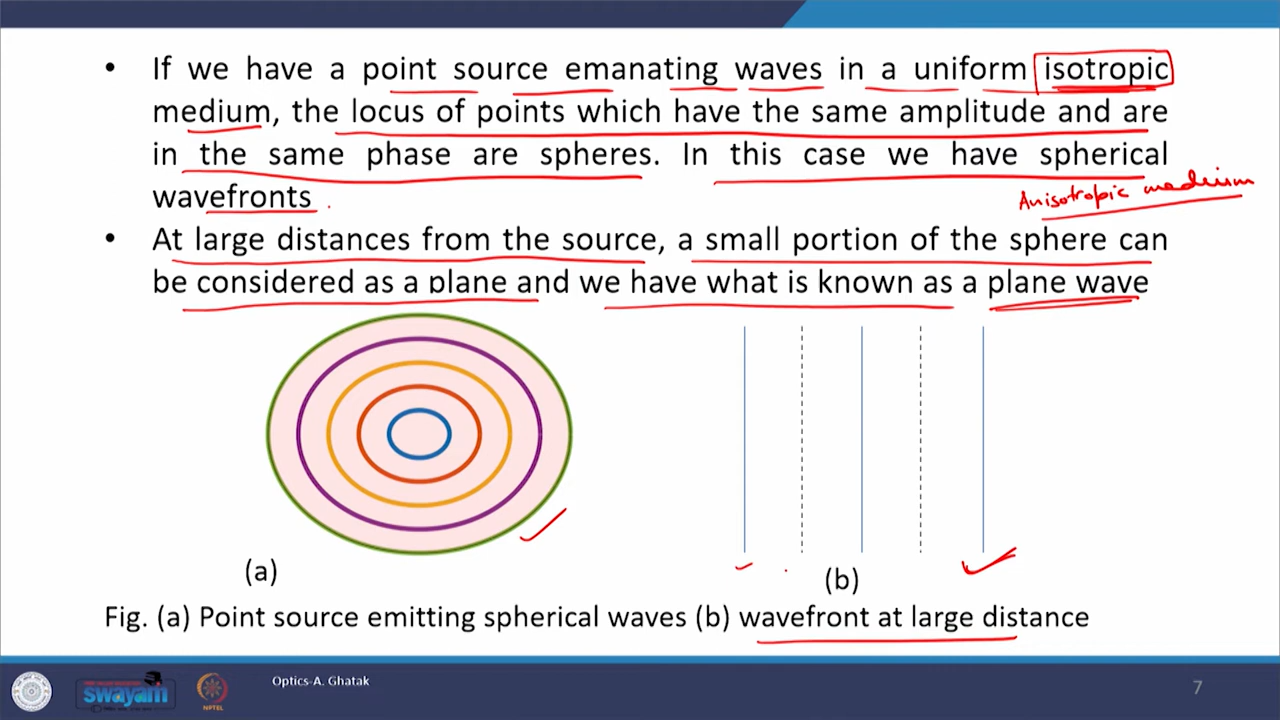 • If we have a point source emanating waves in a uniform isotropic
medium, the locus of points which have the same amplitude and are
in the same phase are spheres. In this case we have spherical
wavefronts
Anisotropic medium
• At large distances from the source, a small portion of the sphere can
be considered as a plane and we have what is known as a plane wave
(a)
(b)
Fig. (a) Point source emitting spherical waves (b) wavefront at large distance
swayam
NPTEL
Optics-A. Ghatak
7